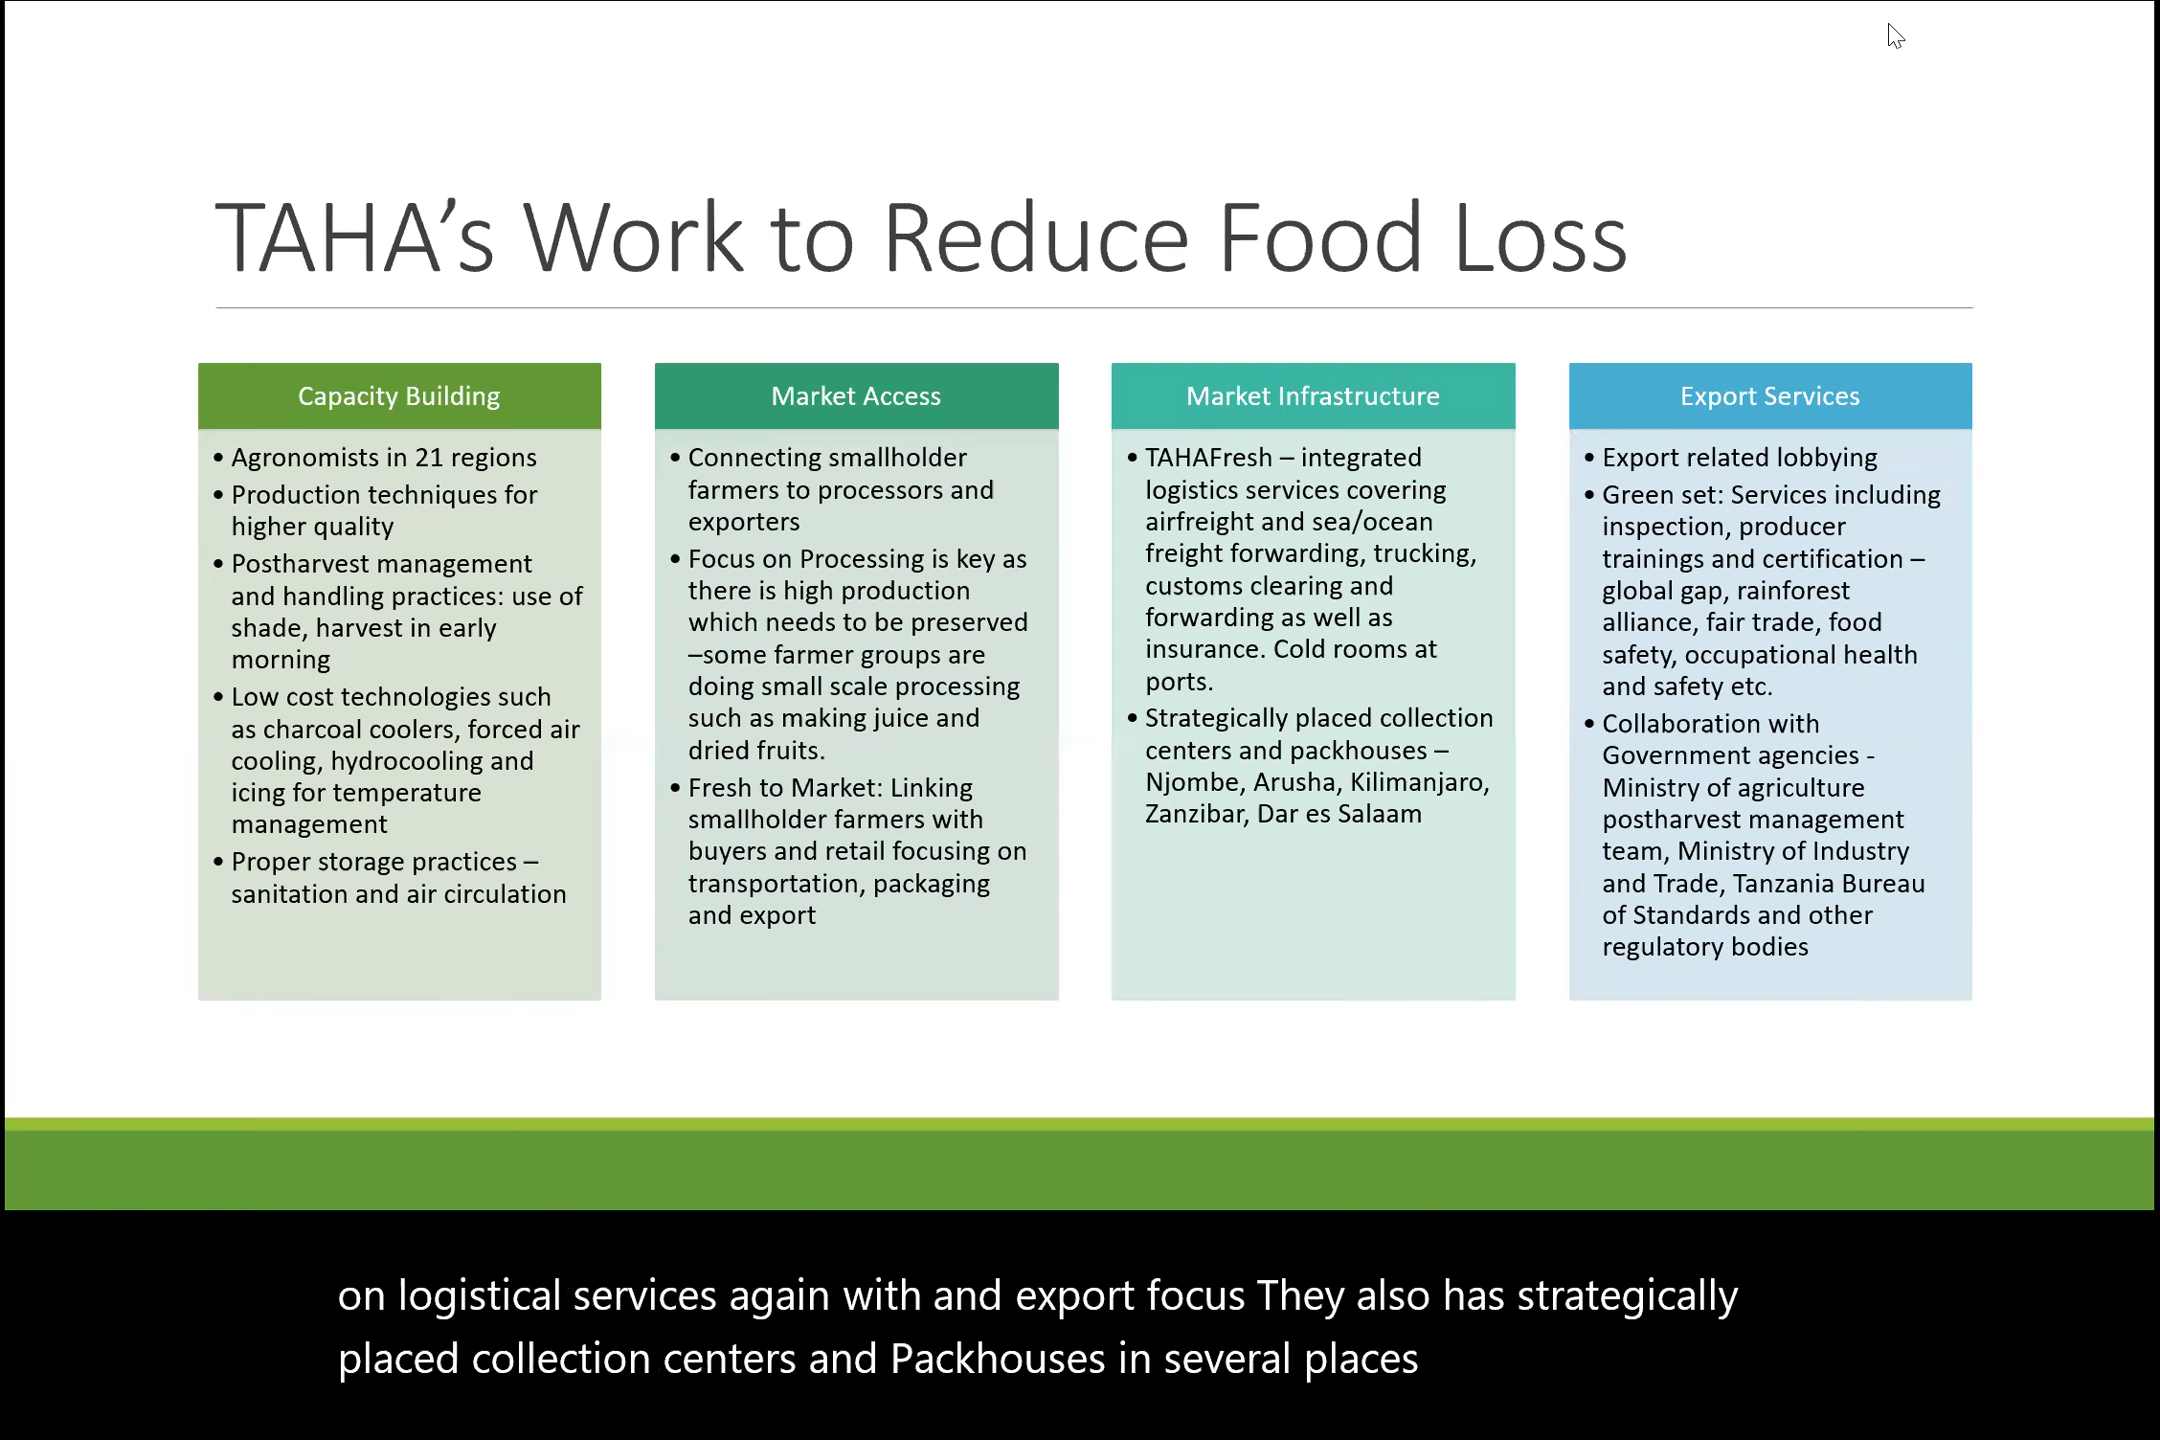 TAHA’s Work to Reduce Food Loss
Capacity Building
• Agronomists in 21 regions
• Production techniques for
higher quality
• Postharvest management
and handling practices: use of
shade, harvest in early
morning
• Low cost technologies such
as charcoal coolers, forced air
cooling, hydrocooling and
icing for temperature
management
• Proper storage practices –
sanitation and air circulation
Market Access
• Connecting smallholder
farmers to processors and
exporters
• Focus on Processing is key as
there is high production
which needs to be preserved
–some farmer groups are
doing small scale processing
such as making juice and
dried fruits.
• Fresh to Market: Linking
smallholder farmers with
buyers and retail focusing on
transportation, packaging
and export
Market Infrastructure
• TAHAFresh – integrated
logistics services covering
airfreight and sea/ocean
freight forwarding, trucking,
customs clearing and
forwarding as well as
insurance. Cold rooms at
ports.
• Strategically placed collection
centers and packhouses –
Njombe, Arusha, Kilimanjaro,
Zanzibar, Dar es Salaam
Export Services
• Export related lobbying
• Green set: Services including
inspection, producer
trainings and certification –
global gap, rainforest
alliance, fair trade, food
safety, occupational health
and safety etc.
• Collaboration with
Government agencies -
Ministry of agriculture
postharvest management
team, Ministry of Industry
and Trade, Tanzania Bureau
of Standards and other
regulatory bodies
on logistical services again with and export focus They also has strategically
placed collection centers and Packhouses in several places